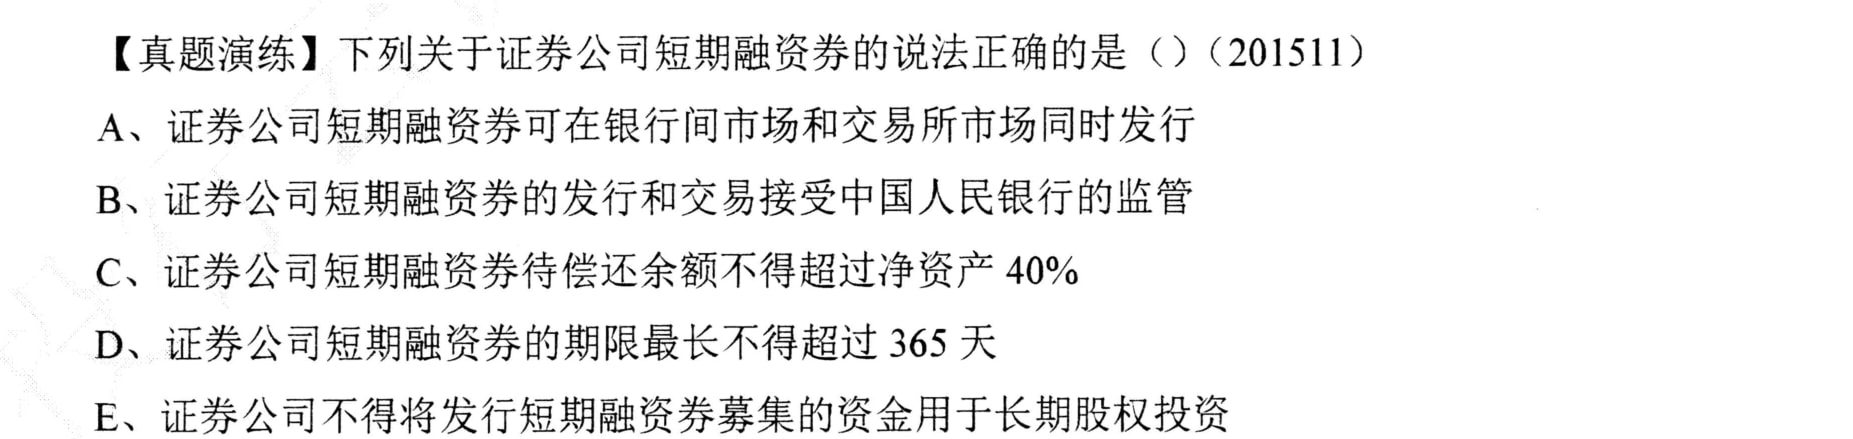 【真题演练】下列关于证券公司短期融资券的说法正确的是（）（201511）
A、证券公司短期融资券可在银行间市场和交易所市场同时发行
B、证券公司短期融资券的发行和交易接受中国人民银行的监管
C、证券公司短期融资券待偿还余额不得超过净资产 40%
D、证券公司短期融资券的期限最长不得超过 365 天
E、证券公司不得将发行短期融资券募集的资金用于长期股权投资